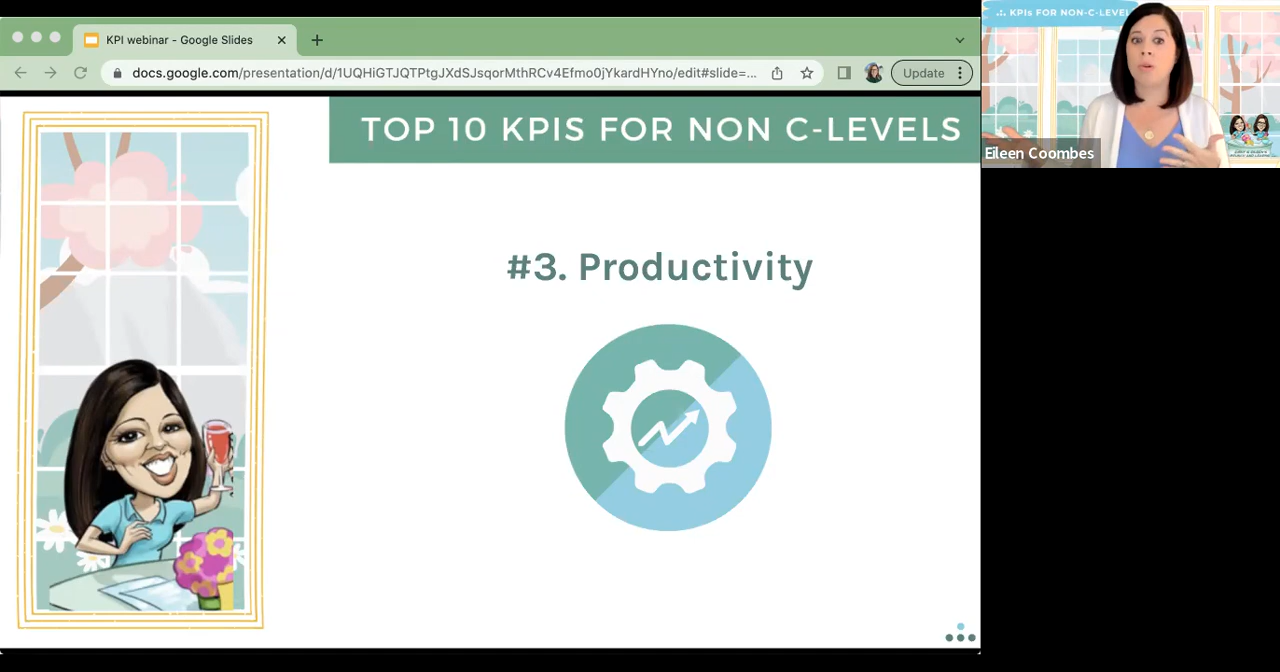 KPI webinar - Google Slides
docs.google.com/presentation/d/1UQHiGTJQTPtgJXdSJsqorMthRCv4Efmo0jYkardHYno/edit#slide=...
Update
TOP 10 KPIS FOR NON C-LEVELS
#3. Productivity
KPIs FOR NON-C-LEVEL
Eileen Coombes